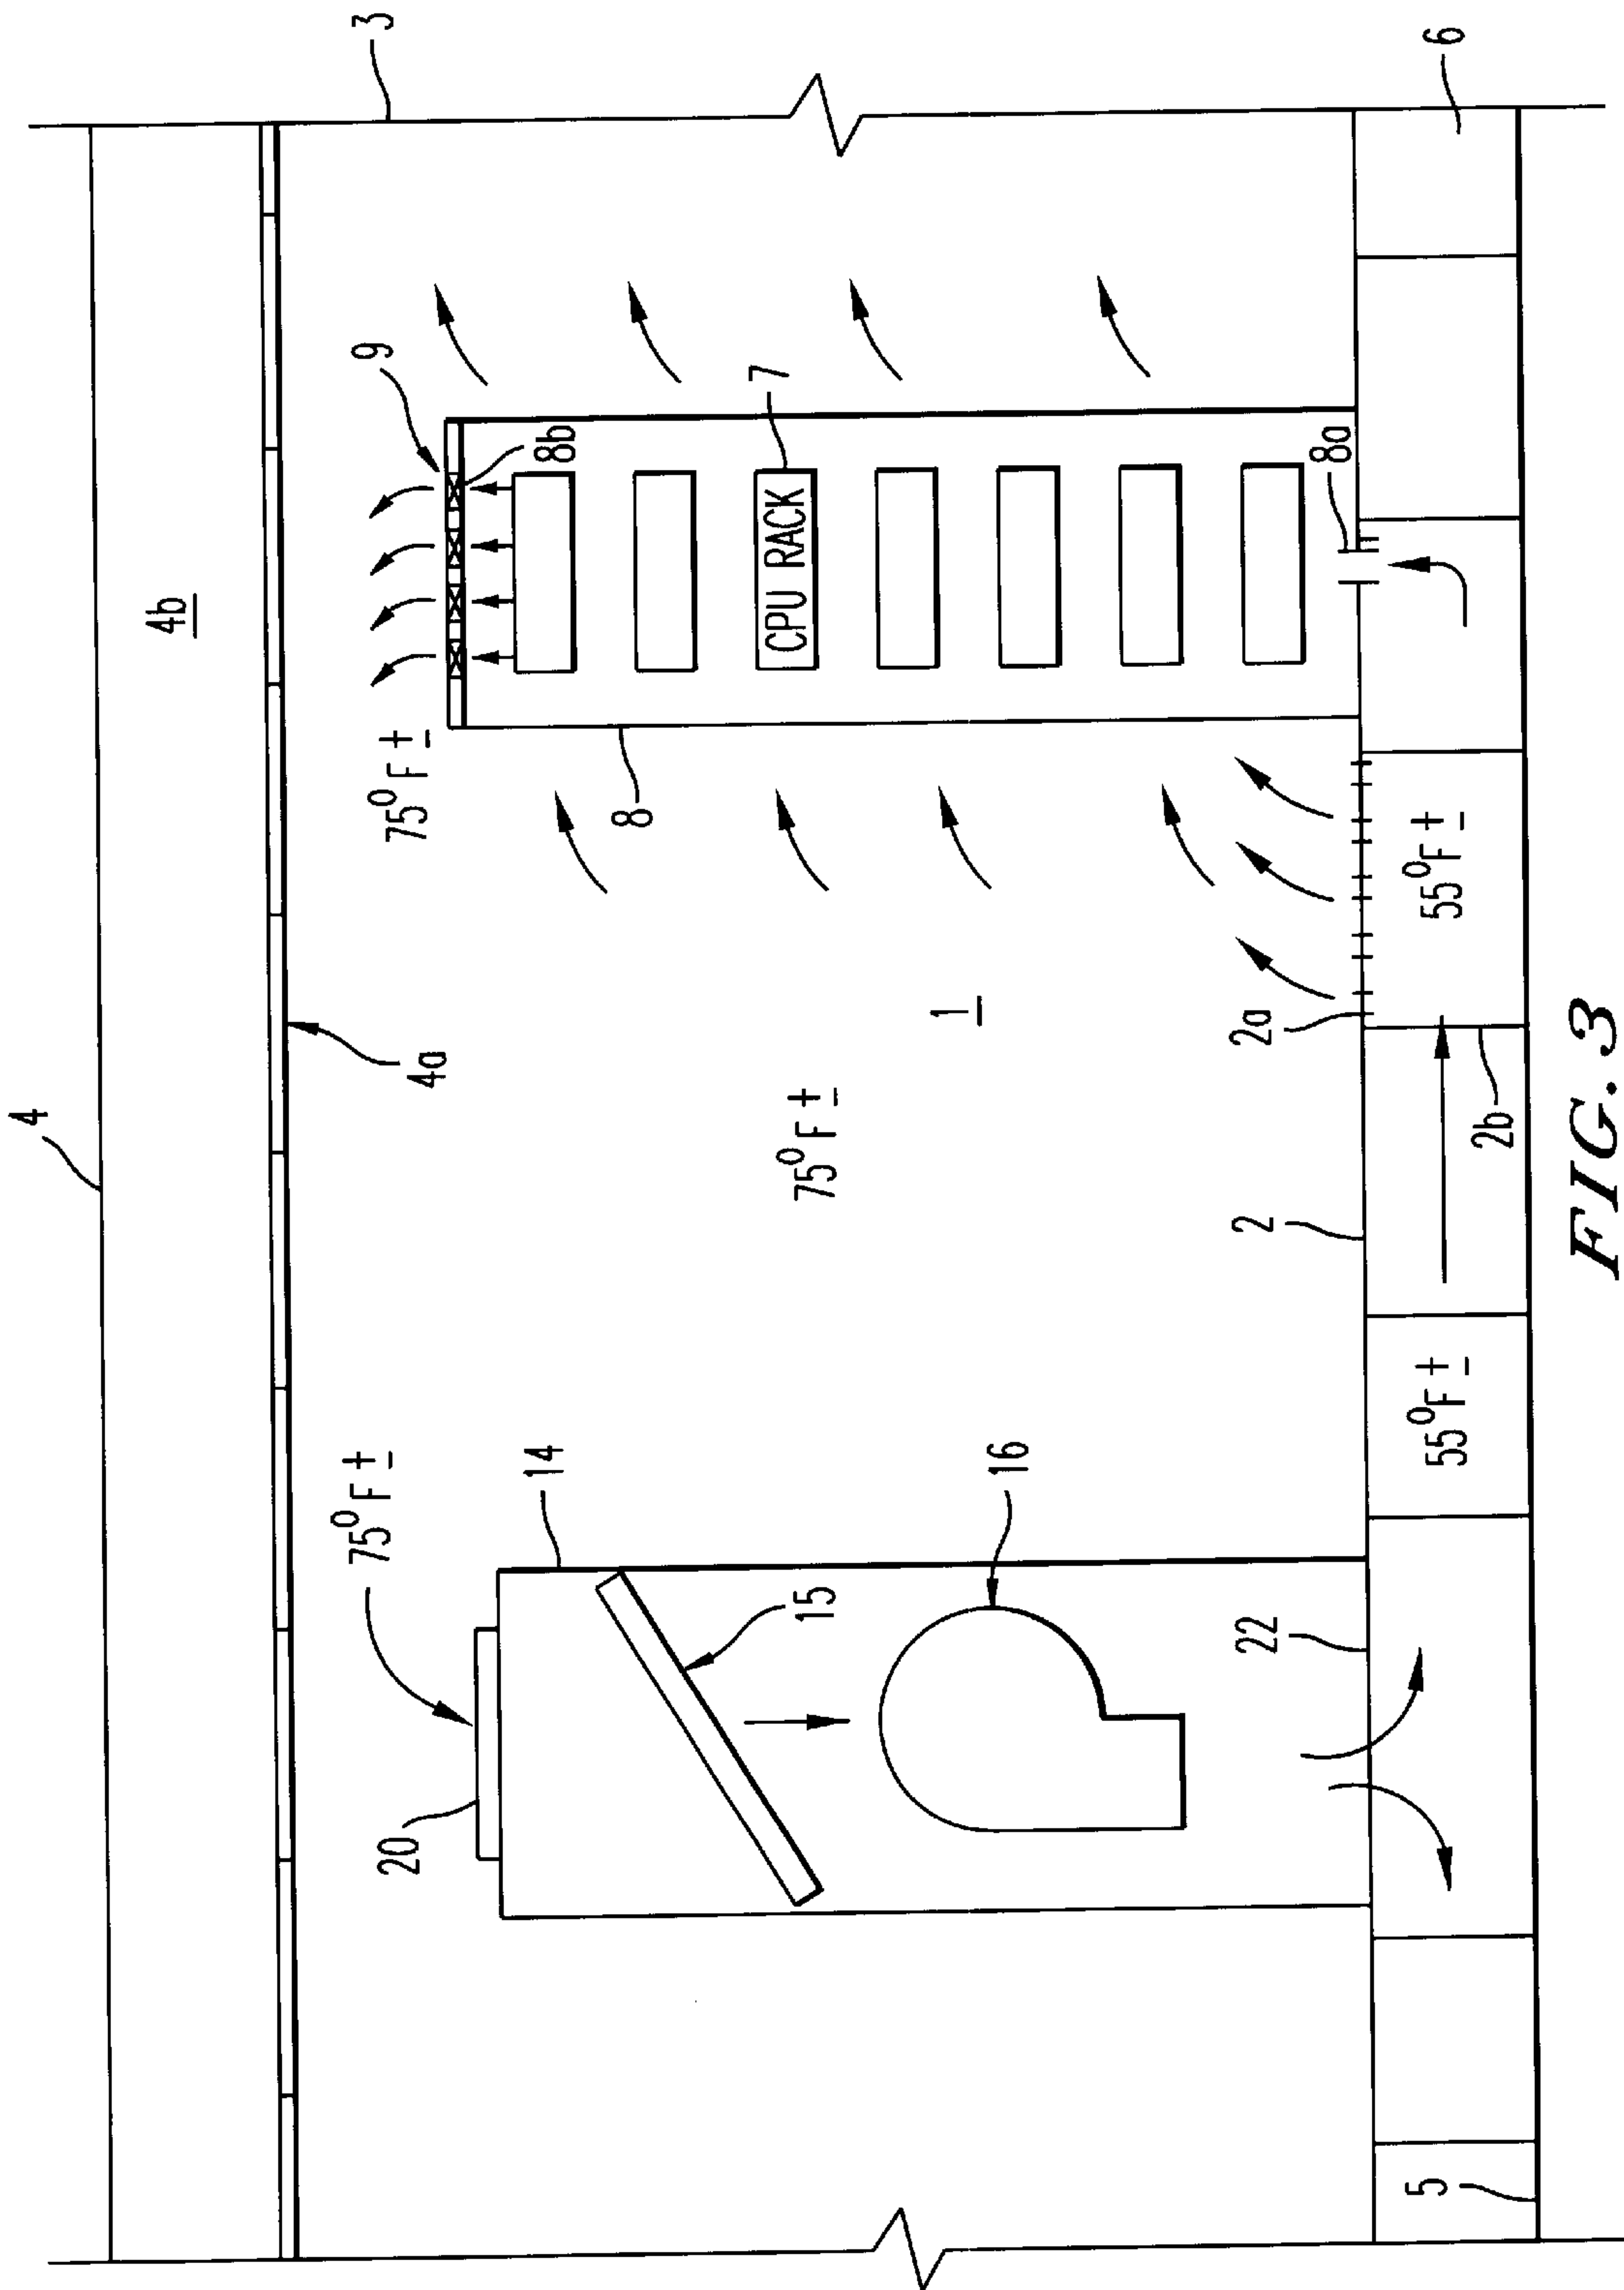 4
3
4b
4a
9
75°F ±
8b
75°F ±
20
14
8
7
CPU RACK
15
75°F ±
1
16
22
2
2a
8a
5
55°F ±
2b
55°F ±
6
FIG. 3